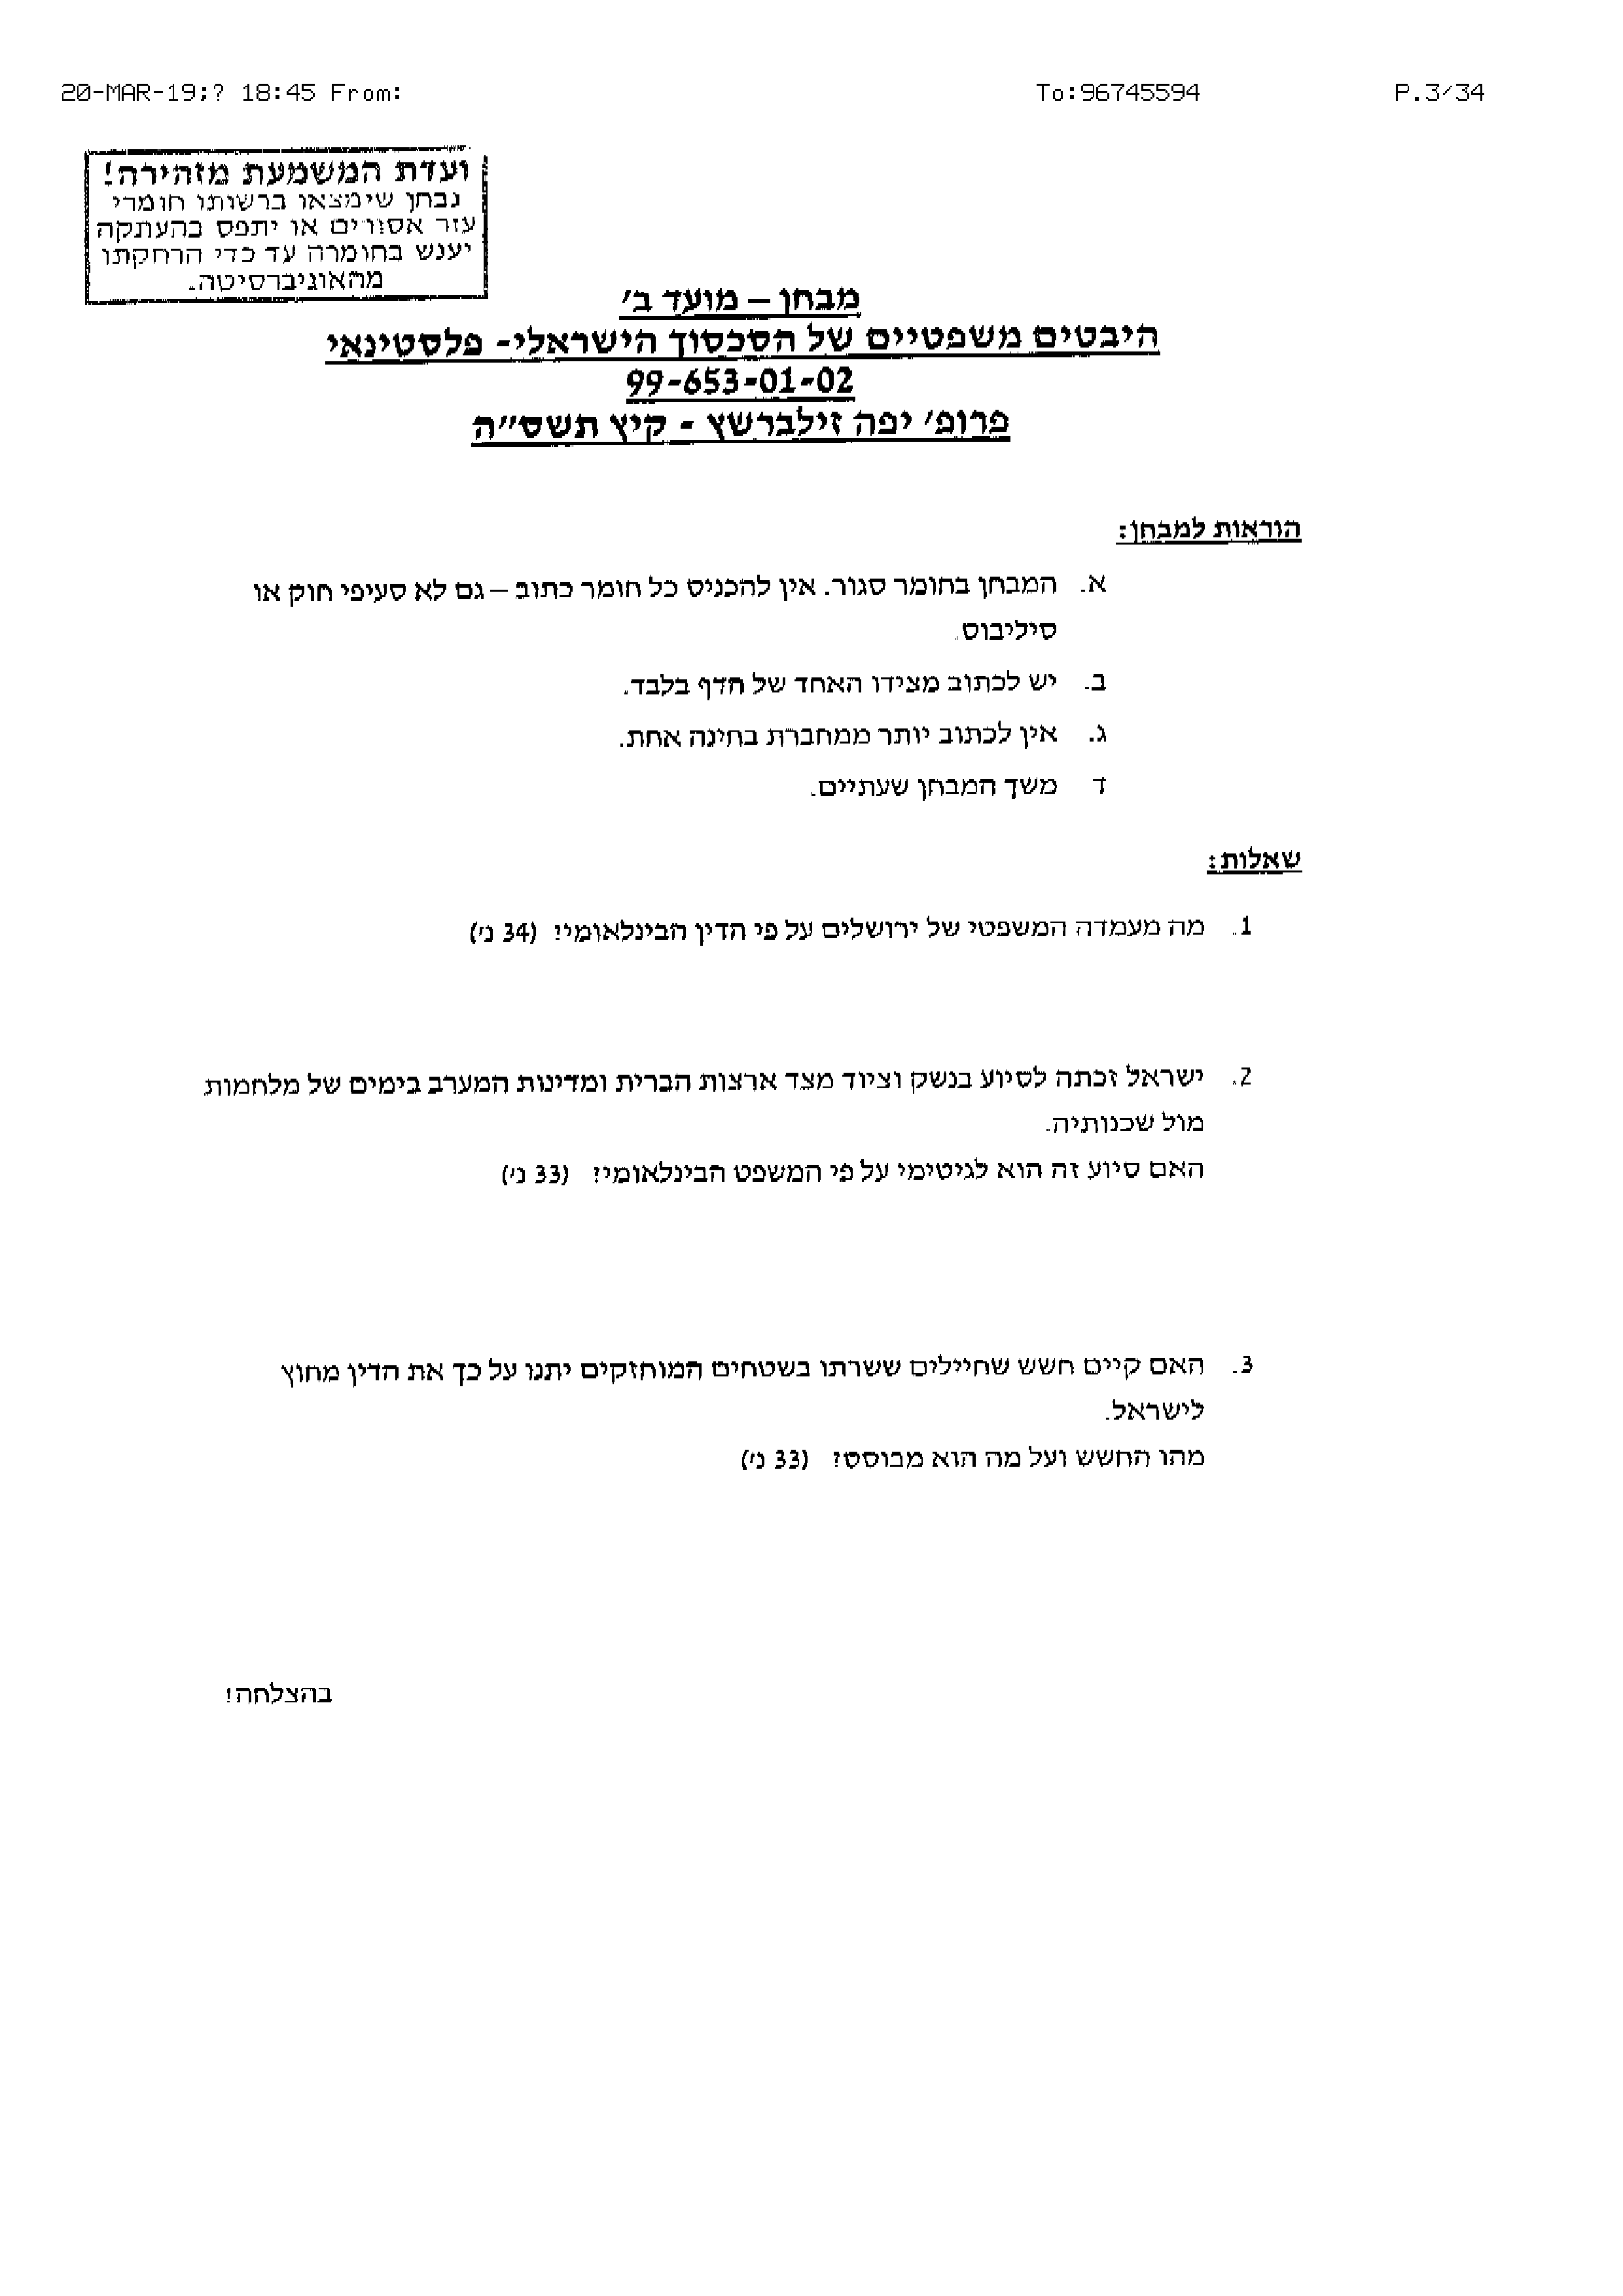 20-MAR-19;? 18:45 From: To:96745594 P.3/34
ועדת המשמעת מזהירה!
נבחן שימצאו ברשותו חומרי
עזר אסורים או יתפס בהעתקה
יענש בחומרה עד כדי הרחקתו
מהאוניברסיטה.
מבחן – מועד ב'
היבטים משפטיים של הסכסוך הישראלי- פלסטינאי
99-653-01-02
פרופ' יפה זילברשץ - קיץ תשס"ה
הוראות למבחן:
א. המבחן בחומר סגור. אין להכניס כל חומר כתוב – גם לא סעיפי חוק או
סיליבוס.
ב. יש לכתוב מצידו האחד של הדף בלבד.
ג. אין לכתוב יותר ממחברת בחינה אחת.
ד משך המבחן שעתיים.
שאלות:
1. מה מעמדה המשפטי של ירושלים על פי הדין הבינלאומי? (34 נ')
2. ישראל זכתה לסיוע בנשק וציוד מצד ארצות הברית ומדינות המערב בימים של מלחמות
מול שכנותיה.
האם סיוע זה הוא לגיטימי על פי המשפט הבינלאומי? (33 נ')
3. האם קיים חשש שחיילים ששרתו בשטחים המוחזקים יתנו על כך את הדין מחוץ
לישראל.
מהו החשש ועל מה הוא מבוסס? (33 נ')
בהצלחה!